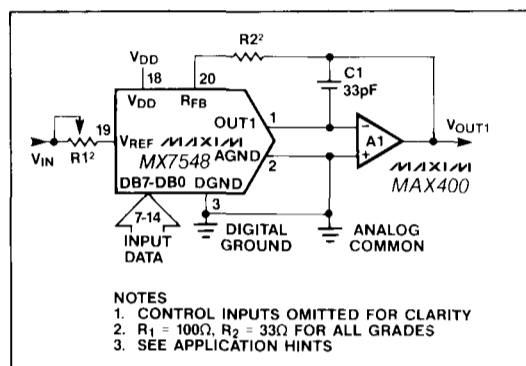 R2²
VDD
18
20
C1
33pF
VDD
RFB
19
OUT1
1
VIN
R1²
VREF
MAXIM
MX7548
AGND
2
−
A1
+
VOUT1
MAXIM
MAX400
DB7-DB0
DGND
3
7-14
INPUT
DATA
DIGITAL
GROUND
ANALOG
COMMON
NOTES
1. CONTROL INPUTS OMITTED FOR CLARITY
2. R1 = 100Ω, R2 = 33Ω FOR ALL GRADES
3. SEE APPLICATION HINTS